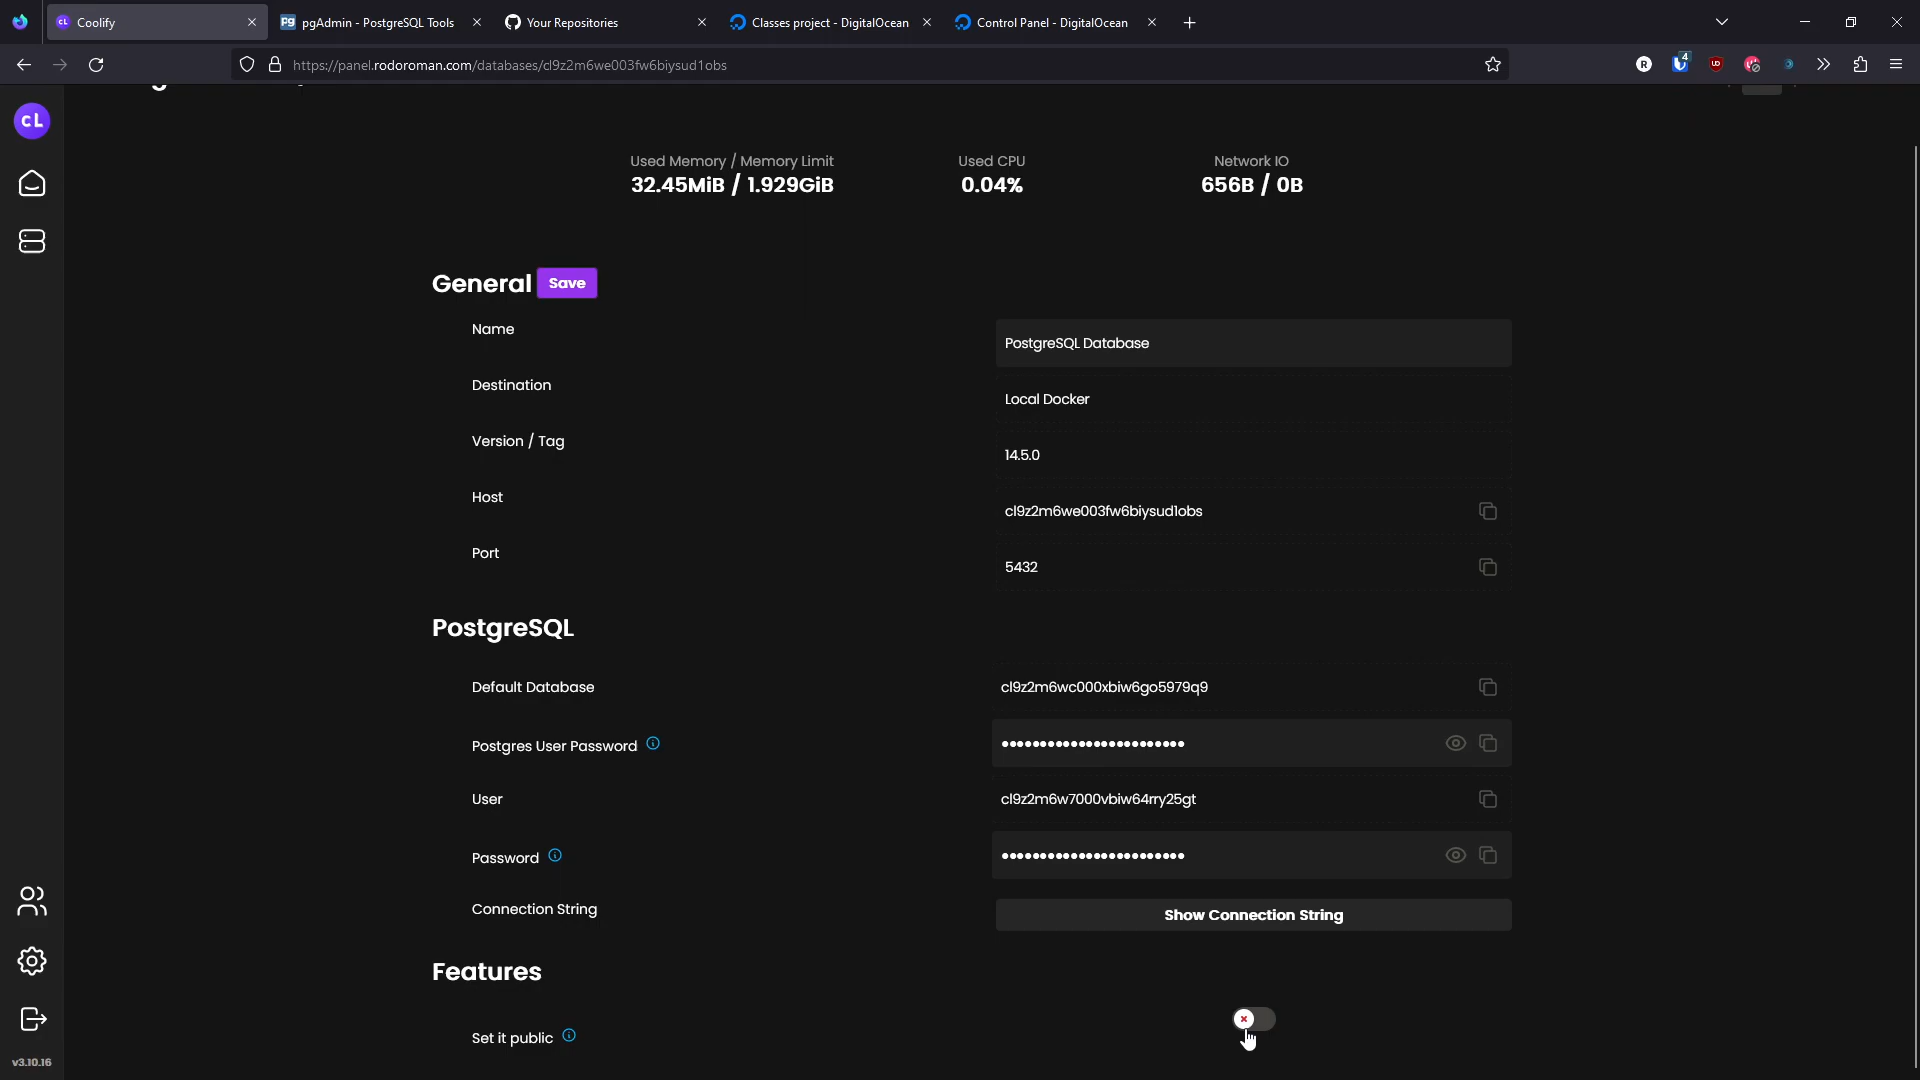 Coolify
pgAdmin - PostgreSQL Tools
Your Repositories
Classes project - DigitalOcean
Control Panel - DigitalOcean
https://panel.rodoroman.com/databases/cl9z2m6we003fw6biysud1obs
R
4
CL
Used Memory / Memory Limit
32.45MiB / 1.929GiB
Used CPU
0.04%
Network IO
656B / 0B
General Save
Name
PostgreSQL Database
Destination
Local Docker
Version / Tag
14.5.0
Host
cl9z2m6we003fw6biysud1obs
Port
5432
PostgreSQL
Default Database
cl9z2m6wc000xbiw6go5979q9
Postgres User Password
User
cl9z2m6w7000vbiw64rry25gt
Password
Connection String
Show Connection String
Features
Set it public
v3.10.16